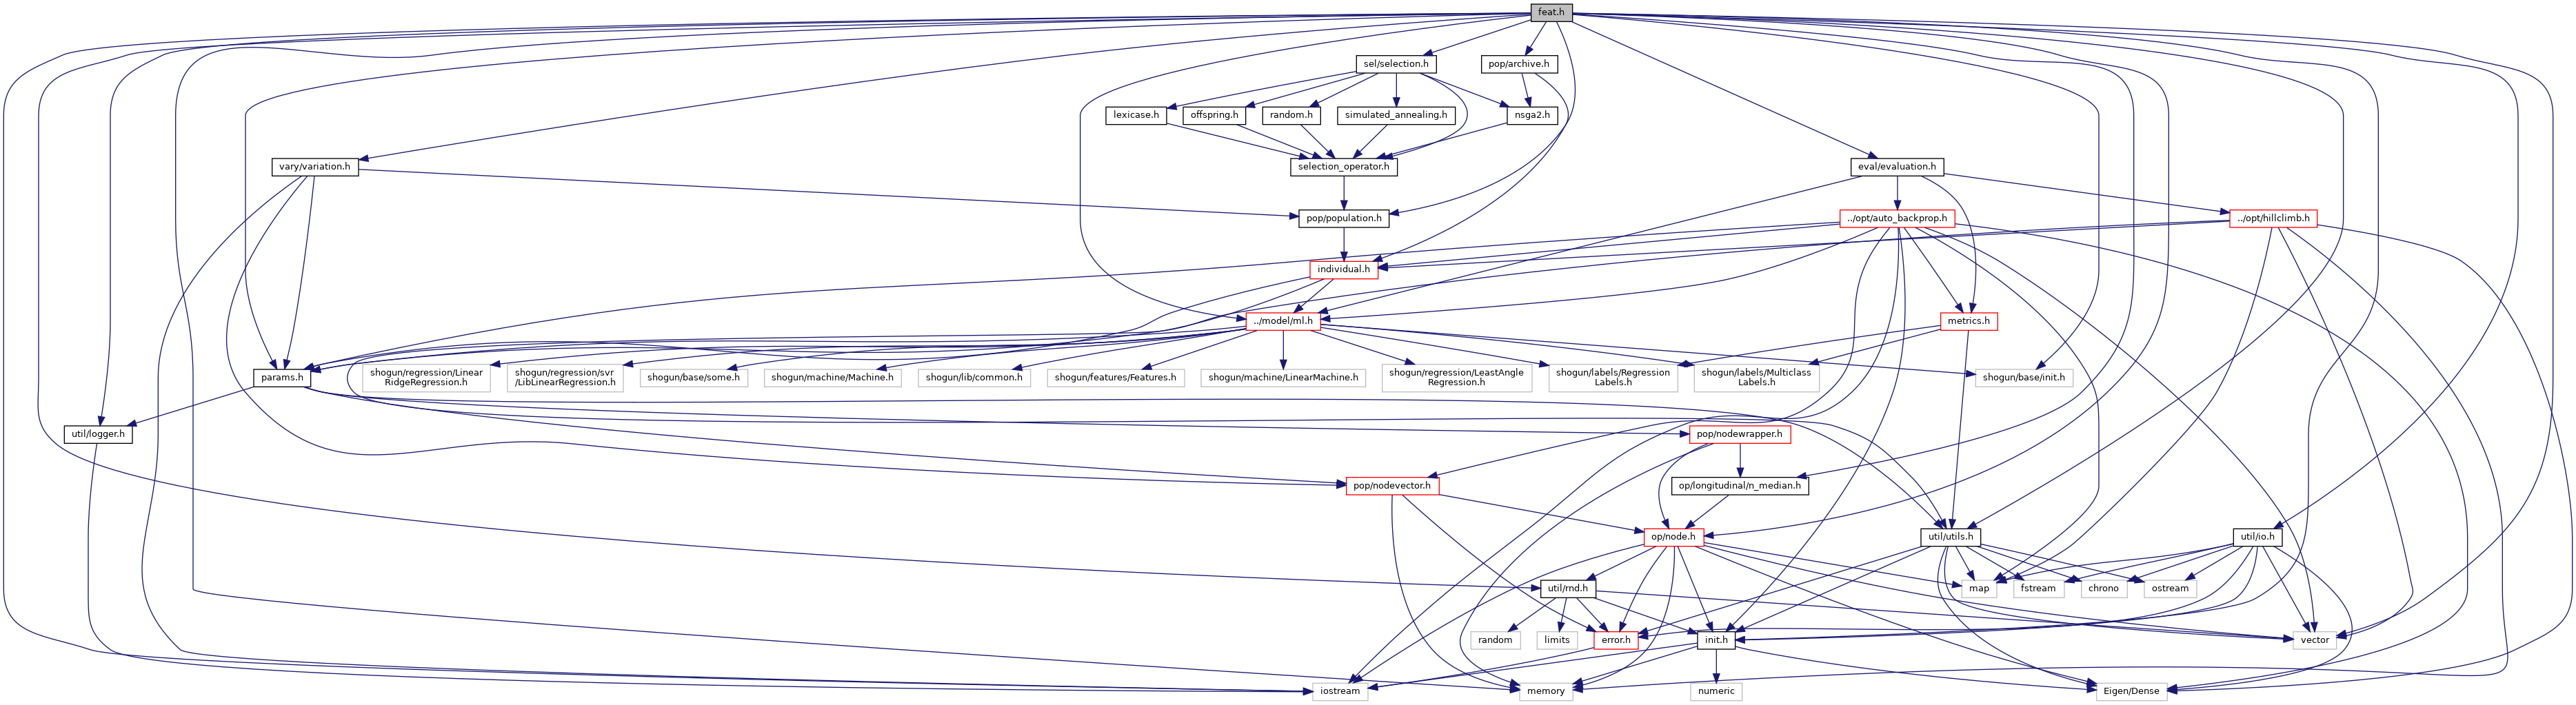 feat.h
sel/selection.h
pop/archive.h
lexicase.h
offspring.h
random.h
simulated_annealing.h
nsga2.h
vary/variation.h
selection_operator.h
eval/evaluation.h
pop/population.h
../opt/auto_backprop.h
../opt/hillclimb.h
individual.h
../model/ml.h
metrics.h
params.h
shogun/regression/Linear
RidgeRegression.h
shogun/regression/svr
/LibLinearRegression.h
shogun/base/some.h
shogun/machine/Machine.h
shogun/lib/common.h
shogun/features/Features.h
shogun/machine/LinearMachine.h
shogun/regression/LeastAngle
Regression.h
shogun/labels/Regression
Labels.h
shogun/labels/Multiclass
Labels.h
shogun/base/init.h
util/logger.h
pop/nodewrapper.h
pop/nodevector.h
op/longitudinal/n_median.h
op/node.h
util/utils.h
util/io.h
util/rnd.h
map
fstream
chrono
ostream
random
limits
error.h
init.h
vector
iostream
memory
numeric
Eigen/Dense